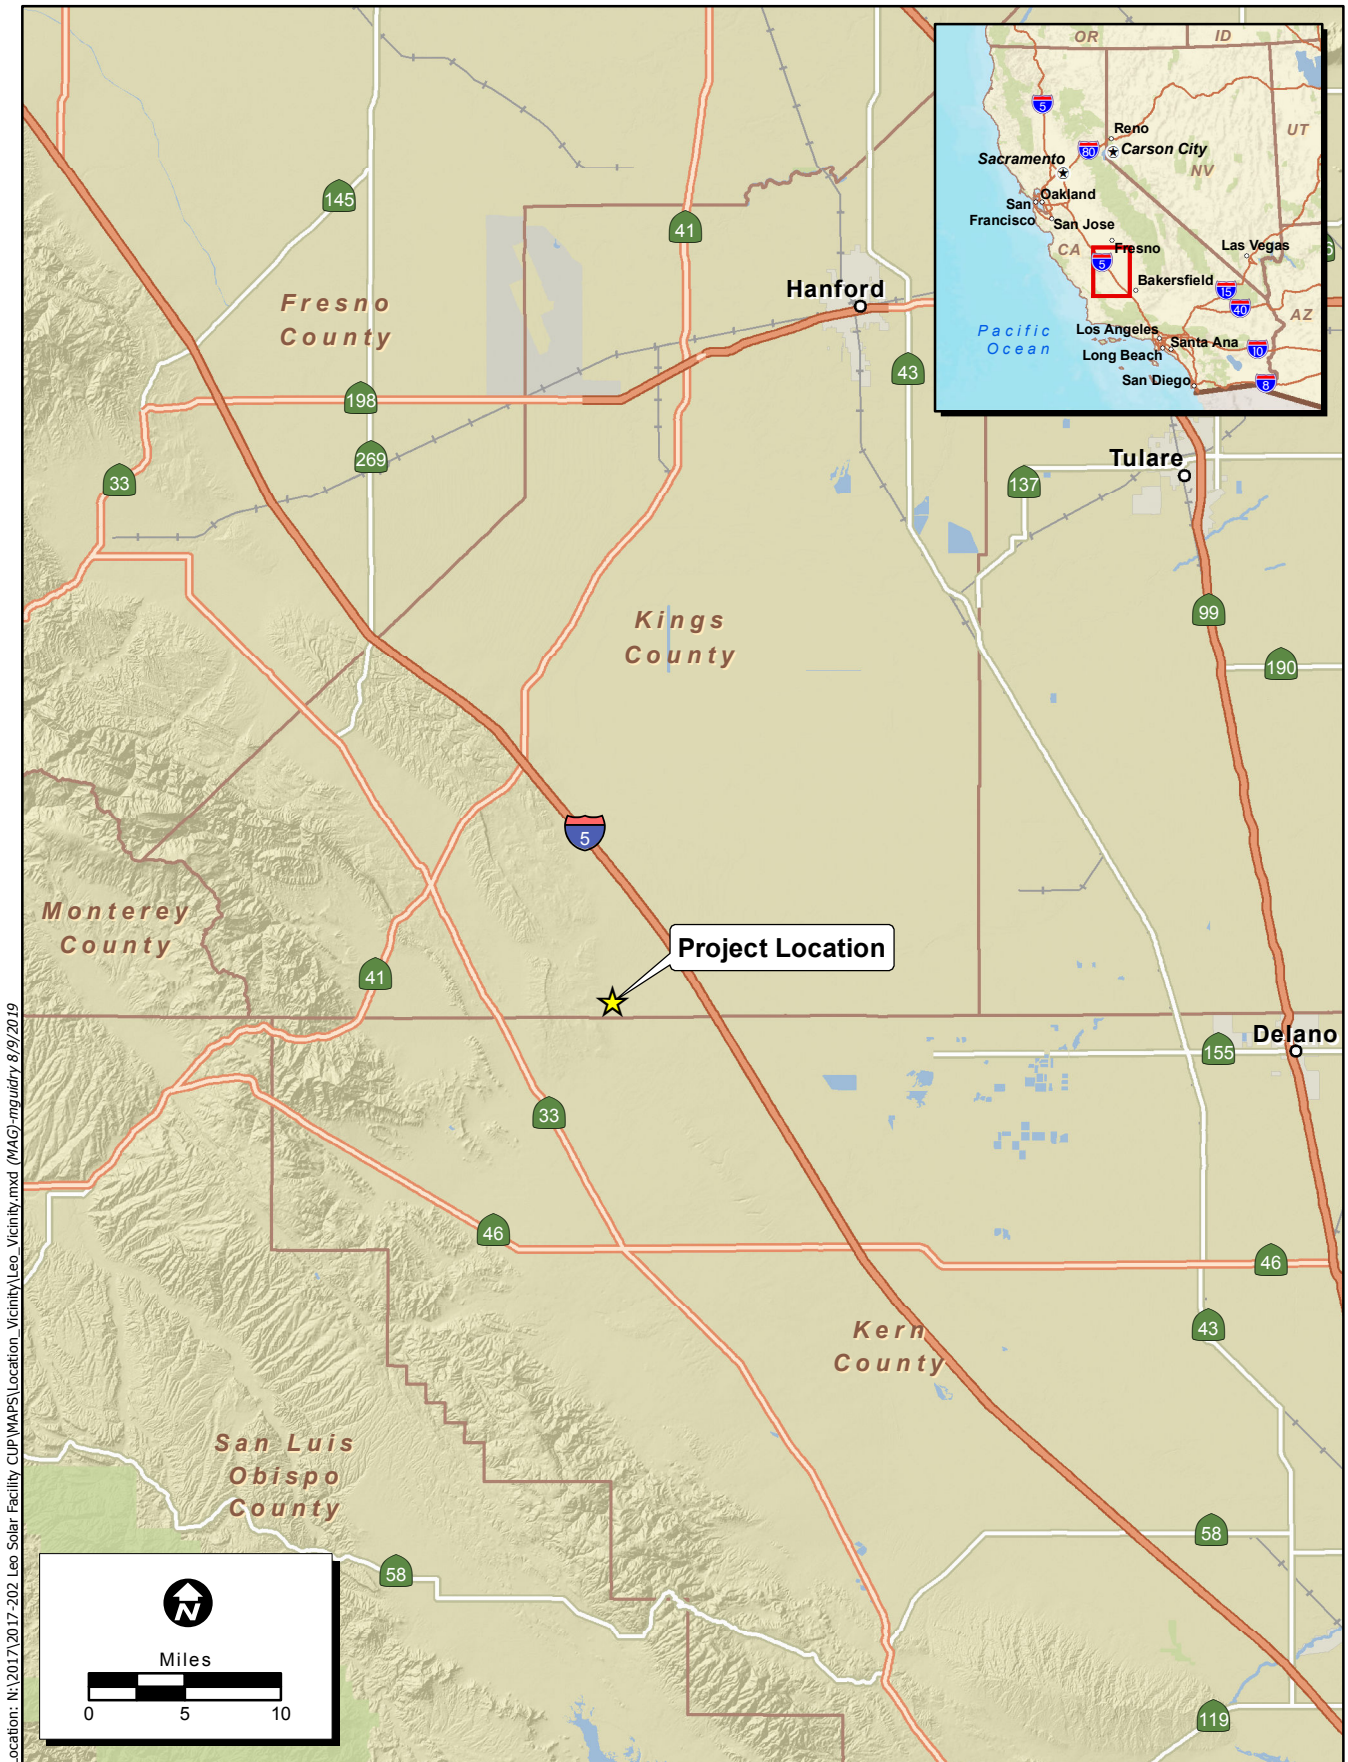 OR
ID
5
Reno
80
Carson City
Sacramento
UT
NV
Oakland
San
Francisco
San Jose
CA
Fresno
5
Las Vegas
Bakersfield
15
40
AZ
Pacific
Ocean
Los Angeles
Santa Ana
Long Beach
10
San Diego
8
145
41
Hanford
Fresno
County
43
198
269
33
Tulare
137
99
Kings
County
190
5
Monterey
County
Project Location
41
Delano
155
33
46
46
Kern
County
43
San Luis
Obispo
County
58
58
119
N
Miles
0 5 10
ocation: N:\2017\2017-202 Leo Solar Facility CUP\MAPS\Location_Vicinity\Leo_Vicinity.mxd (MAG)-mguidry 8/9/2019